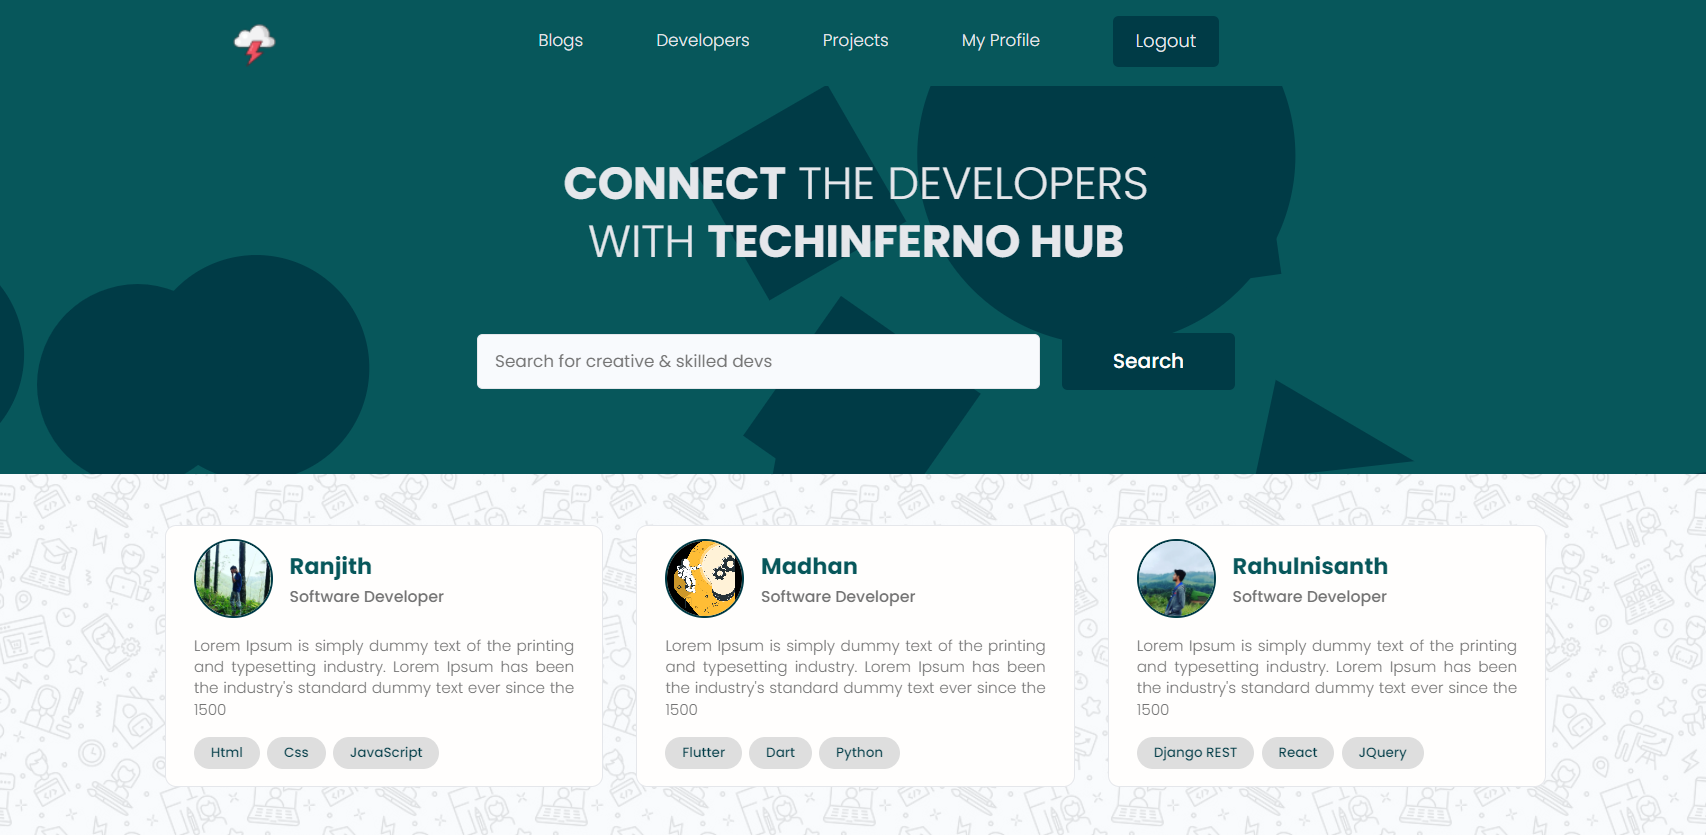 Blogs Developers Projects My Profile Logout
CONNECT THE DEVELOPERS
WITH TECHINFERNO HUB
Search for creative & skilled devs Search
Ranjith
Software Developer
Lorem Ipsum is simply dummy text of the printing
and typesetting industry. Lorem Ipsum has been
the industry's standard dummy text ever since the
1500
Html Css JavaScript
Madhan
Software Developer
Lorem Ipsum is simply dummy text of the printing
and typesetting industry. Lorem Ipsum has been
the industry's standard dummy text ever since the
1500
Flutter Dart Python
Rahulnisanth
Software Developer
Lorem Ipsum is simply dummy text of the printing
and typesetting industry. Lorem Ipsum has been
the industry's standard dummy text ever since the
1500
Django REST React JQuery